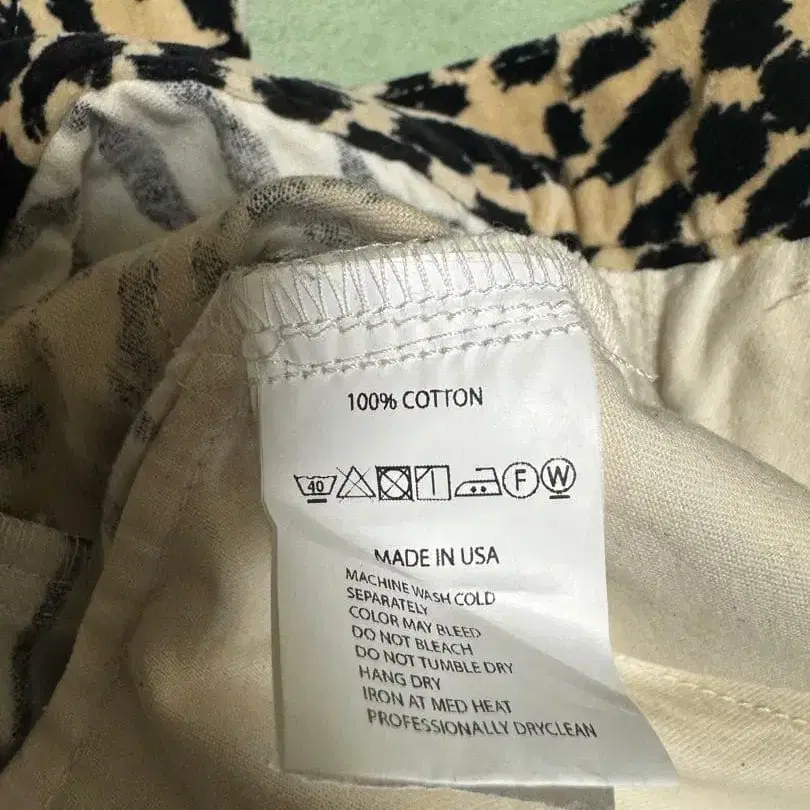 100% COTTON
40 F W
MADE IN USA
MACHINE WASH COLD
SEPARATELY
COLOR MAY BLEED
DO NOT BLEACH
DO NOT TUMBLE DRY
HANG DRY
IRON AT MED HEAT
PROFESSIONALLY DRYCLEAN